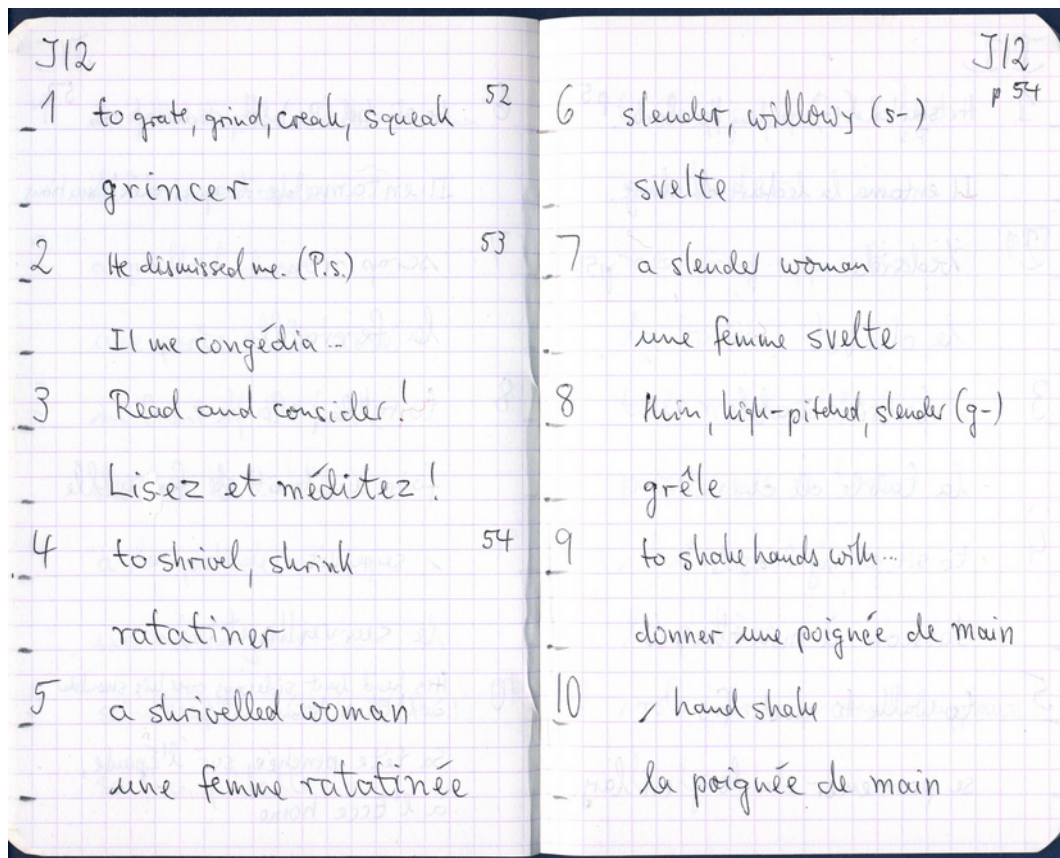 J12
1 to grate, grind, creak, squeak 52
grincer
2 He dismissed me. (P.s.) 53
Il me congédia...
3 Read and consider!
Lisez et méditez!
4 to shrivel, shrink 54
ratatiner
5 a shrivelled woman
une femme ratatinée
J12
p 54
6 slender, willowy (s-)
svelte
7 a slender woman
une femme svelte
8 thin, high-pitched, slender (g-)
grêle
9 to shake hands with...
donner une poignée de main
10 / handshake
la poignée de main